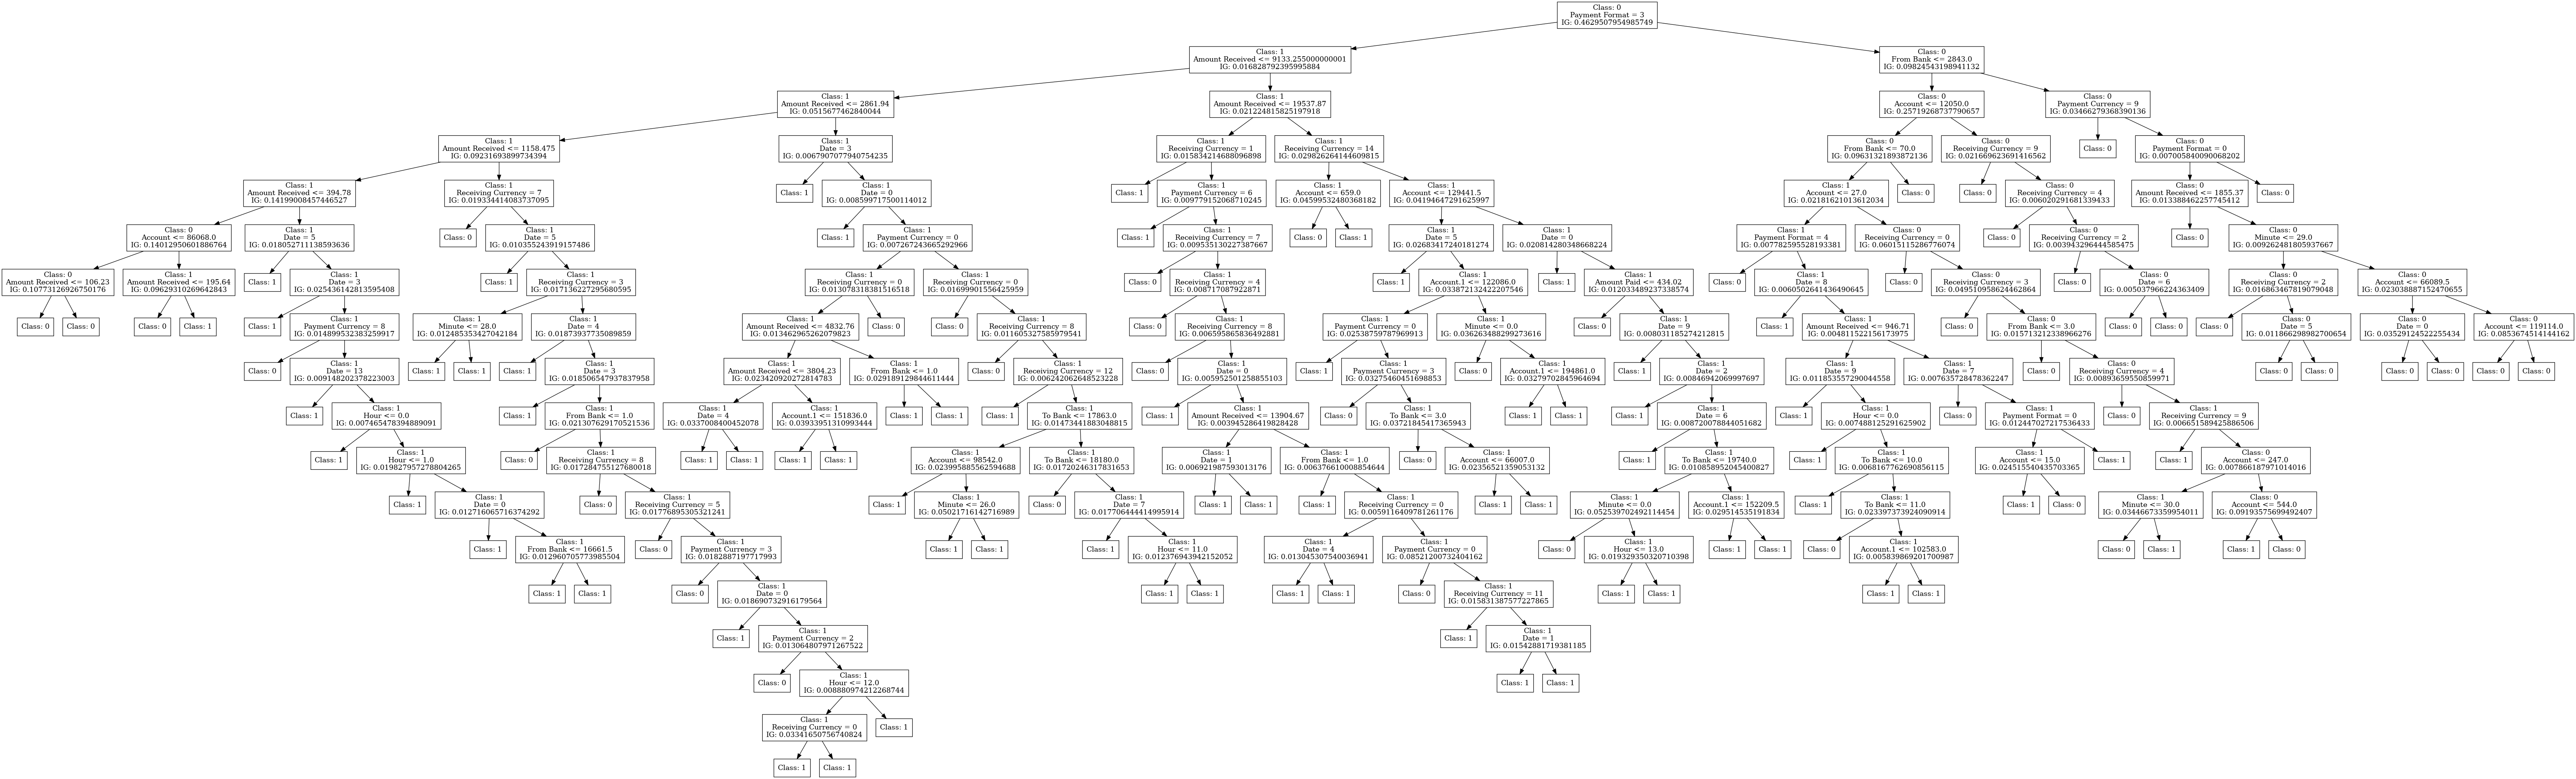 Class: 0
Payment Format = 3
IG: 0.4629507954985749
Class: 1
Amount Received <= 9133.255000000001
IG: 0.016828792395995884
Class: 0
From Bank <= 2843.0
IG: 0.09824543198941132
Class: 1
Amount Received <= 2861.94
IG: 0.0515677462840044
Class: 1
Amount Received <= 19537.87
IG: 0.021224815825197918
Class: 0
Account <= 12050.0
IG: 0.25719268737790657
Class: 0
Payment Currency = 9
IG: 0.03466279368390136
Class: 1
Amount Received <= 1158.475
IG: 0.09231693899734394
Class: 1
Date = 3
IG: 0.0067907077940754235
Class: 1
Receiving Currency = 1
IG: 0.015834214688096898
Class: 1
Receiving Currency = 14
IG: 0.029826264144609815
Class: 0
From Bank <= 70.0
IG: 0.09631321893872136
Class: 0
Receiving Currency = 9
IG: 0.021669623691416562
Class: 0
Class: 0
Payment Format = 0
IG: 0.007005840090068202
Class: 1
Amount Received <= 394.78
IG: 0.14199008457446527
Class: 1
Receiving Currency = 7
IG: 0.019334414083737095
Class: 1
Class: 1
Date = 0
IG: 0.008599717500114012
Class: 1
Class: 1
Payment Currency = 6
IG: 0.009779152068710245
Class: 1
Account <= 659.0
IG: 0.04599532480368182
Class: 1
Account <= 129441.5
IG: 0.04194647291625997
Class: 1
Account <= 27.0
IG: 0.02181621013612034
Class: 0
Class: 0
Class: 0
Receiving Currency = 4
IG: 0.006020291681339433
Class: 0
Amount Received <= 1855.37
IG: 0.013388462257745412
Class: 0
Class: 0
Account <= 86068.0
IG: 0.14012950601886764
Class: 1
Date = 5
IG: 0.018052711138593636
Class: 0
Class: 1
Date = 5
IG: 0.010355243919157486
Class: 1
Class: 1
Payment Currency = 0
IG: 0.007267243665292966
Class: 1
Class: 1
Receiving Currency = 7
IG: 0.009535130227387667
Class: 0
Class: 1
Class: 1
Date = 5
IG: 0.02683417240181274
Class: 1
Date = 0
IG: 0.020814280348668224
Class: 1
Payment Format = 4
IG: 0.007782595528193381
Class: 0
Receiving Currency = 0
IG: 0.06015115286776074
Class: 0
Class: 0
Receiving Currency = 2
IG: 0.003943296444585475
Class: 0
Class: 0
Minute <= 29.0
IG: 0.009262481805937667
Class: 0
Amount Received <= 106.23
IG: 0.10773126926750176
Class: 1
Amount Received <= 195.64
IG: 0.09629310269642843
Class: 1
Class: 1
Date = 3
IG: 0.025436142813595408
Class: 1
Class: 1
Receiving Currency = 3
IG: 0.017136227295680595
Class: 1
Receiving Currency = 0
IG: 0.013078318381516518
Class: 1
Receiving Currency = 0
IG: 0.01699901556425959
Class: 0
Class: 1
Receiving Currency = 4
IG: 0.008717087922871
Class: 1
Class: 1
Account.1 <= 122086.0
IG: 0.033872132422207546
Class: 1
Class: 1
Amount Paid <= 434.02
IG: 0.012033489237338574
Class: 0
Class: 1
Date = 8
IG: 0.0060502641436490645
Class: 0
Class: 0
Receiving Currency = 3
IG: 0.049510958624462864
Class: 0
Class: 0
Date = 6
IG: 0.005037966224363409
Class: 0
Receiving Currency = 2
IG: 0.016863467819079048
Class: 0
Account <= 66089.5
IG: 0.023038887152470655
Class: 0
Class: 0
Class: 0
Class: 1
Class: 1
Class: 1
Payment Currency = 8
IG: 0.014899532383259917
Class: 1
Minute <= 28.0
IG: 0.012485353427042184
Class: 1
Date = 4
IG: 0.01873937735089859
Class: 1
Amount Received <= 4832.76
IG: 0.013462965262079823
Class: 0
Class: 0
Class: 1
Receiving Currency = 8
IG: 0.011605327585979541
Class: 0
Class: 1
Receiving Currency = 8
IG: 0.006595865836492881
Class: 1
Payment Currency = 0
IG: 0.02538759787969913
Class: 1
Minute <= 0.0
IG: 0.036263488299273616
Class: 0
Class: 1
Date = 9
IG: 0.008031185274212815
Class: 1
Class: 1
Amount Received <= 946.71
IG: 0.004811522156173975
Class: 0
Class: 0
From Bank <= 3.0
IG: 0.015713212338966276
Class: 0
Class: 0
Class: 0
Class: 0
Date = 5
IG: 0.011866298982700654
Class: 0
Date = 0
IG: 0.03529124522255434
Class: 0
Account <= 119114.0
IG: 0.0853674514144162
Class: 0
Class: 1
Date = 13
IG: 0.009148202378223003
Class: 1
Class: 1
Class: 1
Class: 1
Date = 3
IG: 0.018506547937837958
Class: 1
Amount Received <= 3804.23
IG: 0.023420920272814783
Class: 1
From Bank <= 1.0
IG: 0.029189129844611444
Class: 0
Class: 1
Receiving Currency = 12
IG: 0.006242062648523228
Class: 0
Class: 1
Date = 0
IG: 0.005952501258855103
Class: 1
Class: 1
Payment Currency = 3
IG: 0.03275460451698853
Class: 0
Class: 1
Account.1 <= 194861.0
IG: 0.03279702845964694
Class: 1
Class: 1
Date = 2
IG: 0.00846942069997697
Class: 1
Date = 9
IG: 0.011853557290044558
Class: 1
Date = 7
IG: 0.007635728478362247
Class: 0
Class: 0
Receiving Currency = 4
IG: 0.00893659550859971
Class: 0
Class: 0
Class: 0
Class: 0
Class: 0
Class: 0
Class: 1
Class: 1
Hour <= 0.0
IG: 0.007465478394889091
Class: 1
Class: 1
From Bank <= 1.0
IG: 0.021307629170521536
Class: 1
Date = 4
IG: 0.0337008400452078
Class: 1
Account.1 <= 151836.0
IG: 0.03933951310993444
Class: 1
Class: 1
Class: 1
Class: 1
To Bank <= 17863.0
IG: 0.01473441883048815
Class: 1
Class: 1
Amount Received <= 13904.67
IG: 0.003945286419828428
Class: 0
Class: 1
To Bank <= 3.0
IG: 0.03721845417365943
Class: 1
Class: 1
Class: 1
Class: 1
Date = 6
IG: 0.008720078844051682
Class: 1
Class: 1
Hour <= 0.0
IG: 0.007488125291625902
Class: 0
Class: 1
Payment Format = 0
IG: 0.012447027217536433
Class: 0
Class: 1
Receiving Currency = 9
IG: 0.006651589425886506
Class: 1
Class: 1
Hour <= 1.0
IG: 0.019827957278804265
Class: 0
Class: 1
Receiving Currency = 8
IG: 0.017284755127680018
Class: 1
Class: 1
Class: 1
Class: 1
Class: 1
Account <= 98542.0
IG: 0.023995885562594688
Class: 1
To Bank <= 18180.0
IG: 0.01720246317831653
Class: 1
Date = 1
IG: 0.006921987593013176
Class: 1
From Bank <= 1.0
IG: 0.006376610008854644
Class: 0
Class: 1
Account <= 66007.0
IG: 0.02356521359053132
Class: 1
Class: 1
To Bank <= 19740.0
IG: 0.010858952045400827
Class: 1
Class: 1
To Bank <= 10.0
IG: 0.0068167762690856115
Class: 1
Account <= 15.0
IG: 0.024515540435703365
Class: 1
Class: 1
Class: 0
Account <= 247.0
IG: 0.007866187971014016
Class: 1
Class: 1
Date = 0
IG: 0.012716065716374292
Class: 0
Class: 1
Receiving Currency = 5
IG: 0.01776895305321241
Class: 1
Class: 1
Minute <= 26.0
IG: 0.05021716142716989
Class: 0
Class: 1
Date = 7
IG: 0.017706444414995914
Class: 1
Class: 1
Class: 1
Class: 1
Receiving Currency = 0
IG: 0.0059116409781261176
Class: 1
Class: 1
Class: 1
Minute <= 0.0
IG: 0.052539702492114454
Class: 1
Account.1 <= 152209.5
IG: 0.029514535191834
Class: 1
Class: 1
To Bank <= 11.0
IG: 0.023397373924090914
Class: 1
Class: 0
Class: 1
Minute <= 30.0
IG: 0.03446673359954011
Class: 0
Account <= 544.0
IG: 0.09193575699492407
Class: 1
Class: 1
From Bank <= 16661.5
IG: 0.012960705773985504
Class: 0
Class: 1
Payment Currency = 3
IG: 0.0182887197717993
Class: 1
Class: 1
Class: 1
Class: 1
Hour <= 11.0
IG: 0.012376943942152052
Class: 1
Date = 4
IG: 0.013045307540036941
Class: 1
Payment Currency = 0
IG: 0.08521200732404162
Class: 0
Class: 1
Hour <= 13.0
IG: 0.019329350320710398
Class: 1
Class: 1
Class: 0
Class: 1
Account.1 <= 102583.0
IG: 0.005839869201700987
Class: 0
Class: 1
Class: 1
Class: 0
Class: 1
Class: 1
Class: 0
Class: 1
Date = 0
IG: 0.018690732916179564
Class: 1
Class: 1
Class: 1
Class: 1
Class: 0
Class: 1
Receiving Currency = 11
IG: 0.015831387577227865
Class: 1
Class: 1
Class: 1
Class: 1
Class: 1
Class: 1
Payment Currency = 2
IG: 0.013064807971267522
Class: 1
Class: 1
Date = 1
IG: 0.01542881719381185
Class: 0
Class: 1
Hour <= 12.0
IG: 0.008880974212268744
Class: 1
Class: 1
Class: 1
Receiving Currency = 0
IG: 0.03341650756740824
Class: 1
Class: 1
Class: 1